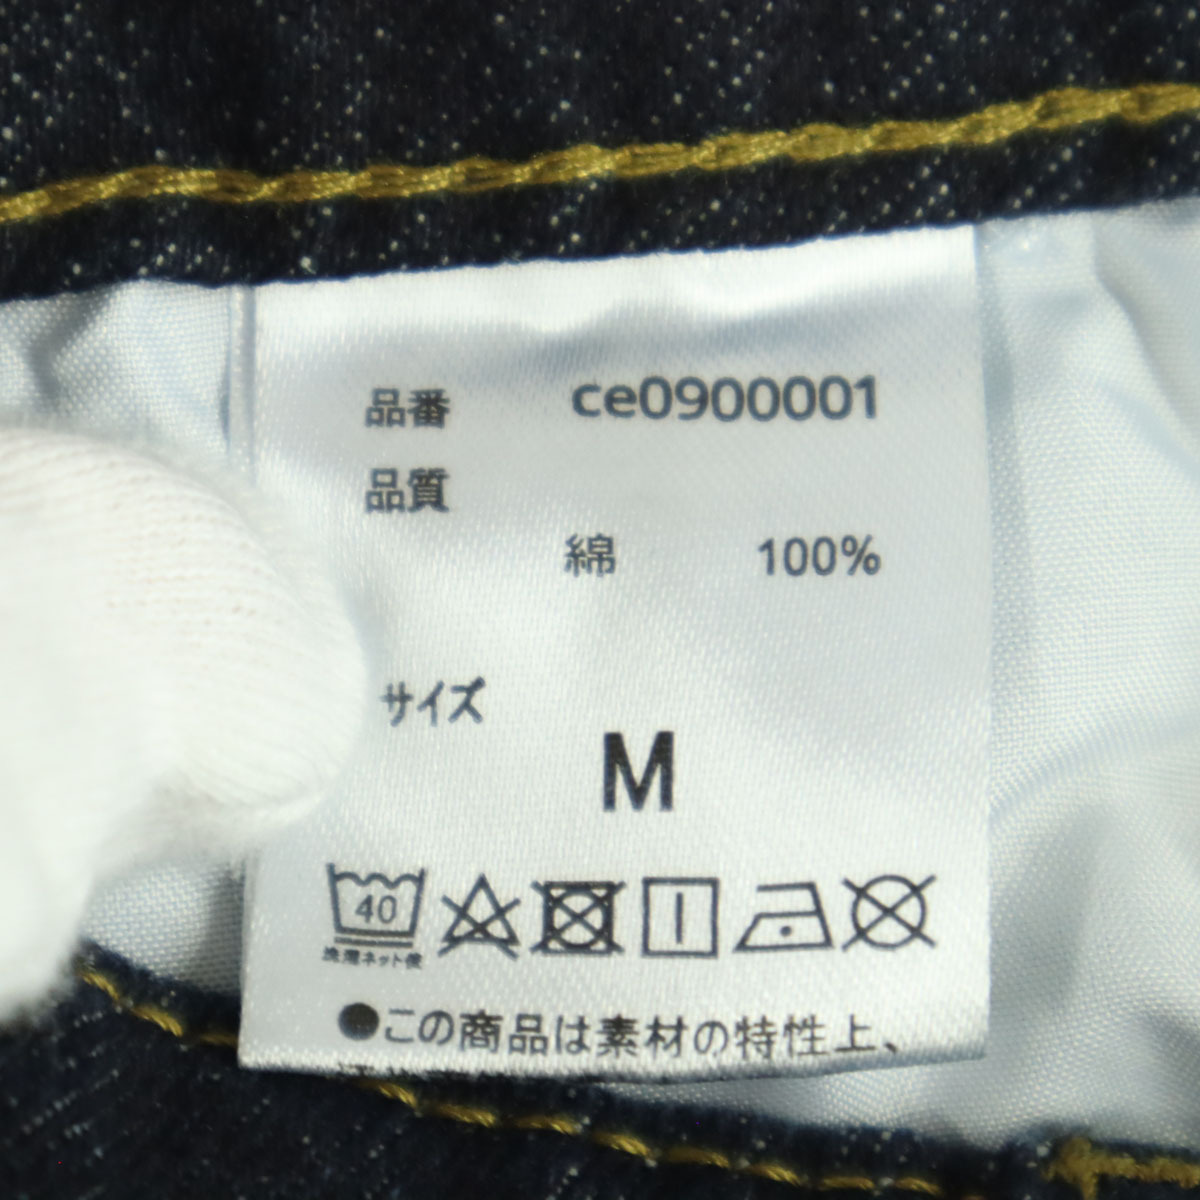 品番 ce0900001
品質
綿 100%
サイズ
M
40
洗濯ネット使
●この商品は素材の特性上、